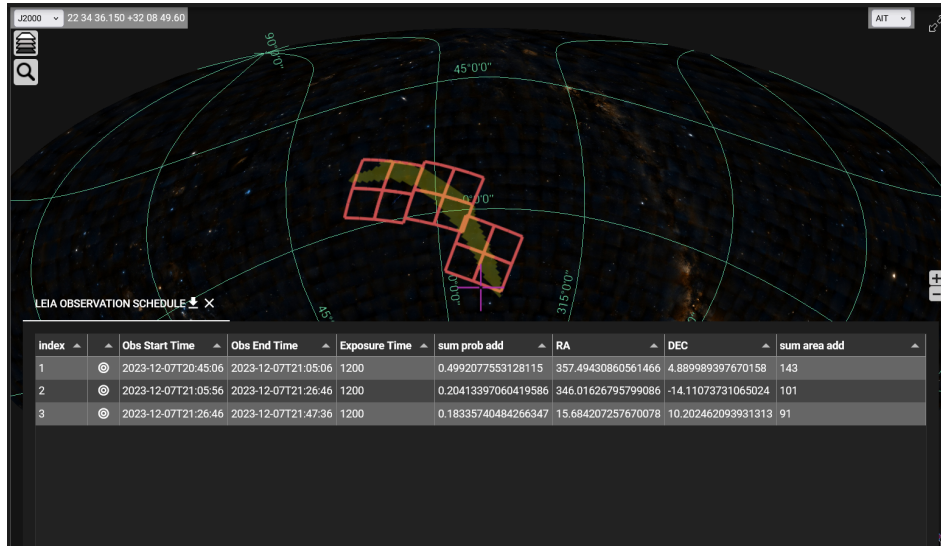 J2000 22 34 36.150 +32 08 49.60
AIT
90°0'0"
45°0'0"
0°0'0"
0°0'0"
315°0'0"
45°
LEIA OBSERVATION SCHEDULE
index Obs Start Time Obs End Time Exposure Time sum prob add RA DEC sum area add
1 2023-12-07T20:45:06 2023-12-07T21:05:06 1200 0.4992077553128115 357.49430860561466 4.889989397670158 143
2 2023-12-07T21:05:56 2023-12-07T21:26:46 1200 0.20413397060419586 346.01626795799086 -14.11073731065024 101
3 2023-12-07T21:26:46 2023-12-07T21:47:36 1200 0.18335740484266347 15.684207257670078 10.202462093931313 91